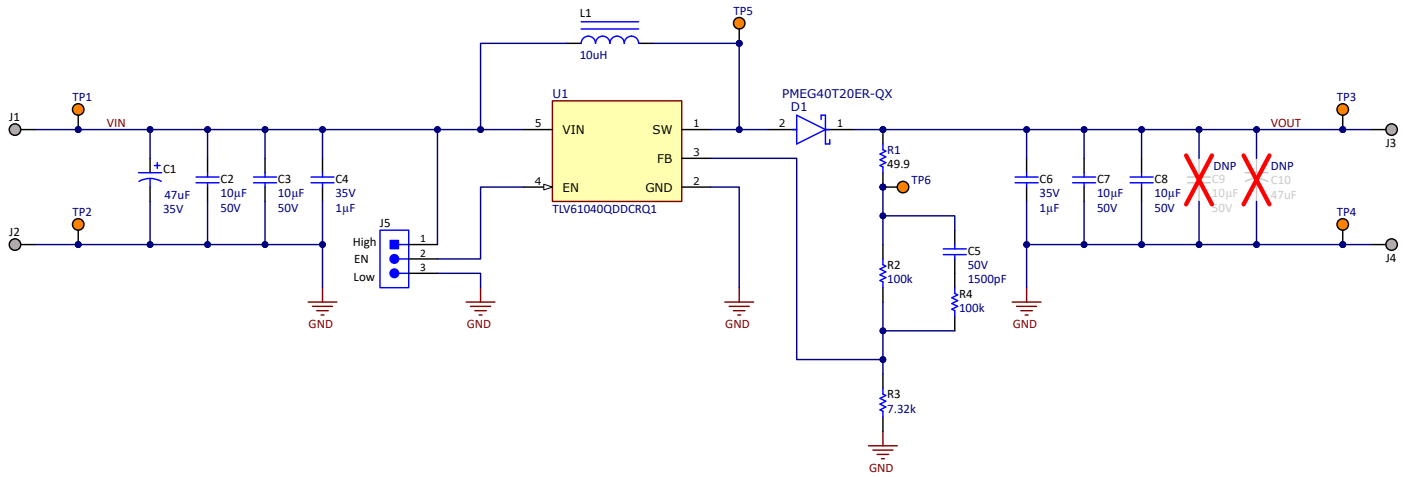 L1
10uH
TP5
TP1
J1
VIN
C1
47uF
35V
C2
10µF
50V
C3
10µF
50V
C4
35V
1µF
TP2
J2
GND
U1
5 VIN SW 1
FB 3
4 EN GND 2
TLV61040QDDCRQ1
J5
High 1
EN 2
Low 3
GND
GND
PMEG40T20ER-QX
D1
2 1
R1
49.9
TP6
R2
100k
C5
50V
1500pF
R4
100k
R3
7.32k
GND
C6
35V
1µF
C7
10µF
50V
C8
10µF
50V
DNP
C9
10µF
50V
DNP
C10
47uF
VOUT
TP3
J3
TP4
J4
GND